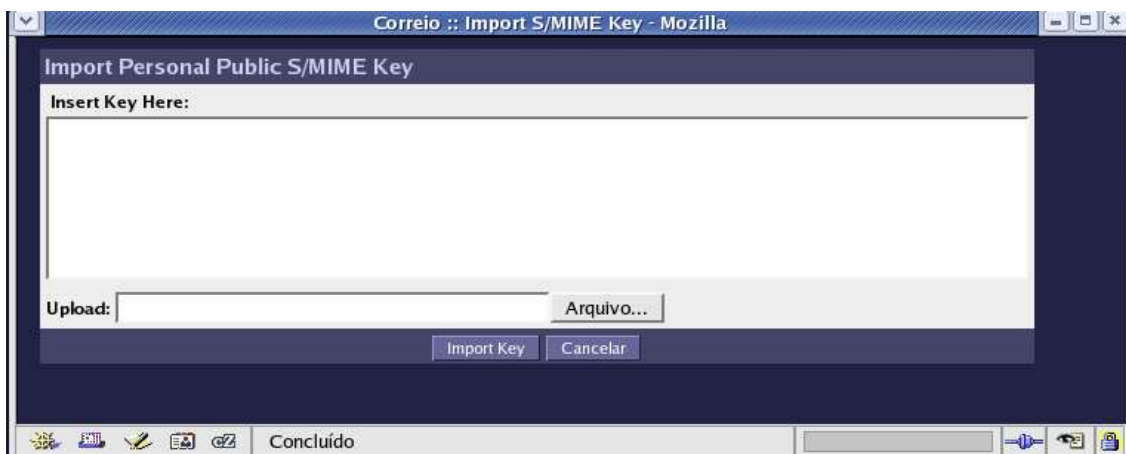 Correio :: Import S/MIME Key - Mozilla
Import Personal Public S/MIME Key
Insert Key Here:
Upload: Arquivo...
Import Key Cancelar
Concluído